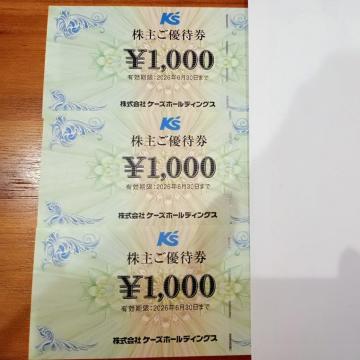 K's
株主ご優待券
¥1,000
有効期限:2026年6月30日まで
株式会社 ケーズホールディングス
K's
株主ご優待券
¥1,000
有効期限:2026年6月30日まで
株式会社 ケーズホールディングス
K's
株主ご優待券
¥1,000
有効期限:2026年6月30日まで
株式会社 ケーズホールディングス